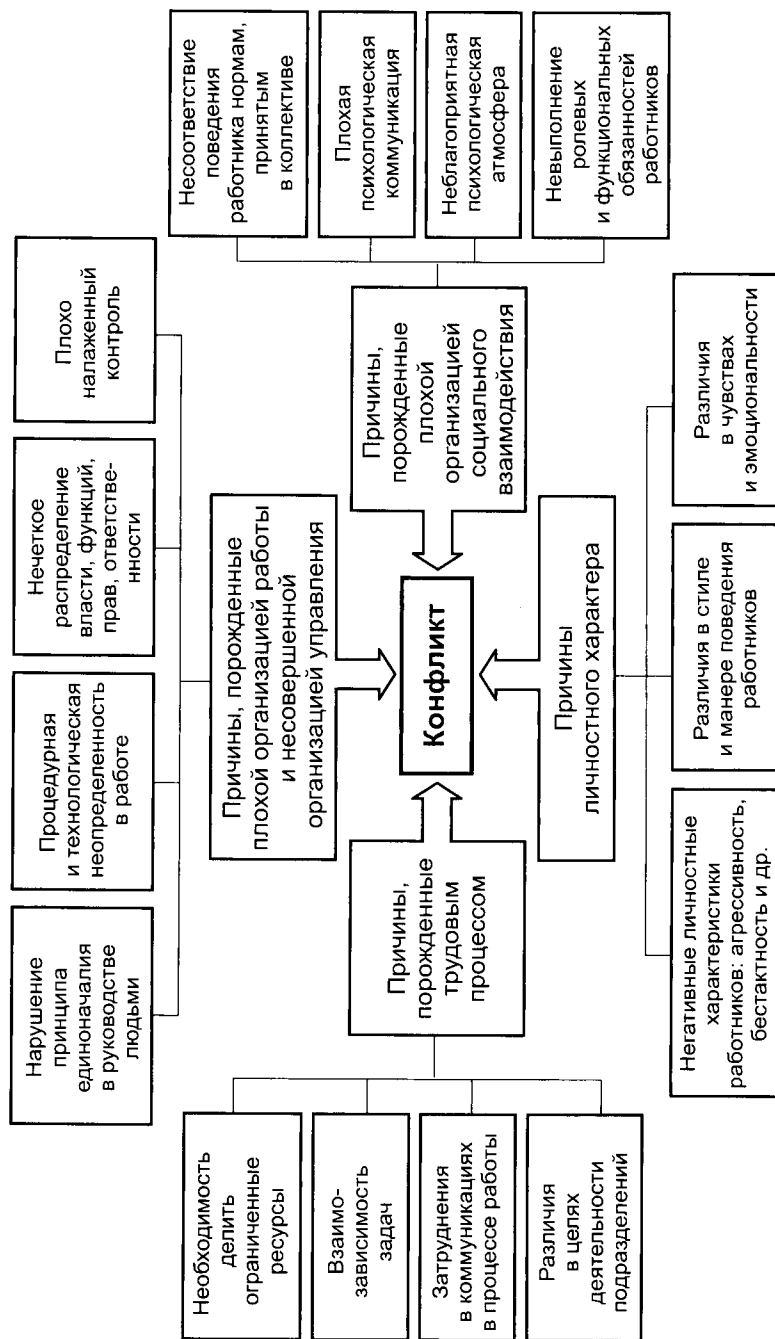 Нарушение
принципа
единоначалия
в руководстве
людьми
Процедурная
и технологическая
неопределенность
в работе
Нечеткое
распределение
власти, функций,
прав, ответстве-
нности
Плохо
налаженный
контроль
Причины, порожденные
плохой организацией работы
и несовершенной
организацией управления
Необходимость
делить
ограниченные
ресурсы
Взаимо-
зависимость
задач
Затруднения
в коммуникациях
в процессе работы
Различия
в целях
деятельности
подразделений
Причины,
порожденные
трудовым
процессом
Конфликт
Причины,
порожденные
плохой
организацией
социального
взаимодействия
Несоответствие
поведения
работника нормам,
принятым
в коллективе
Плохая
психологическая
коммуникация
Неблагоприятная
психологическая
атмосфера
Невыполнение
ролевых
и функциональных
обязанностей
работников
Причины
личностного характера
Негативные личностные
характеристики
работников: агрессивность,
бестактность и др.
Различия в стиле
и манере поведения
работников
Различия
в чувствах
и эмоциональности